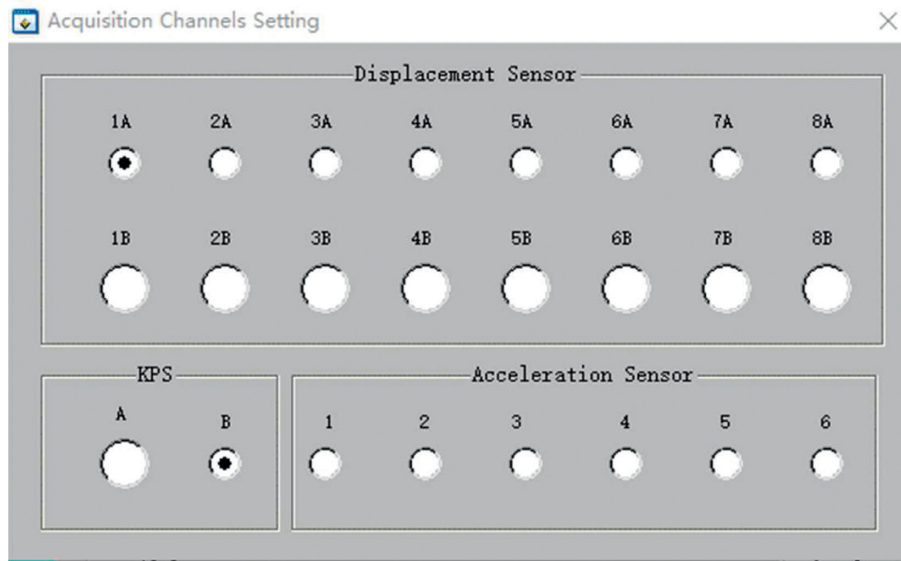 Acquisition Channels Setting
Displacement Sensor
1A 2A 3A 4A 5A 6A 7A 8A
1B 2B 3B 4B 5B 6B 7B 8B
KPS
Acceleration Sensor
A B
1 2 3 4 5 6